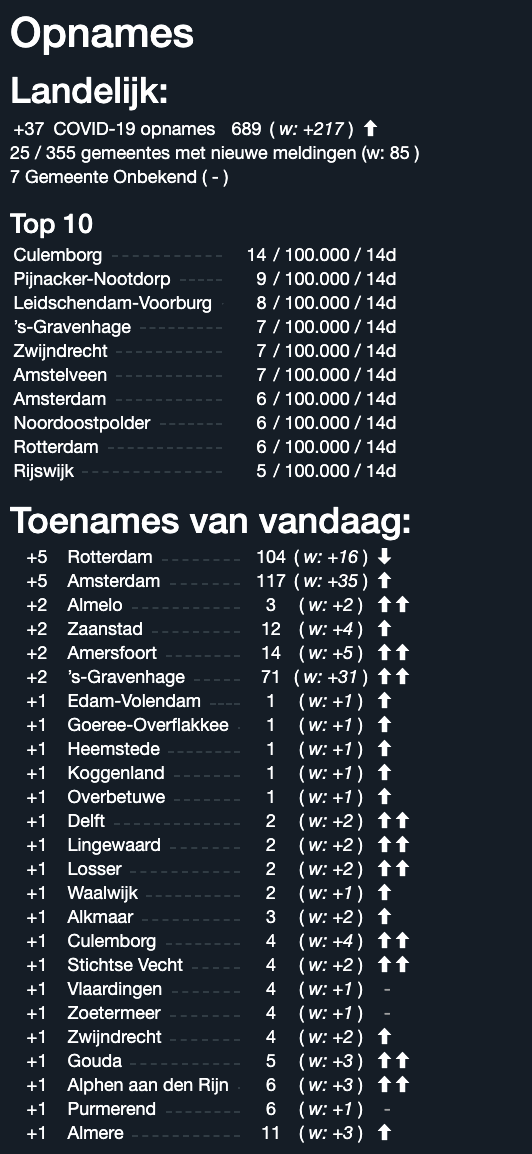 Opnames
Landelijk:
+37 COVID-19 opnames 689 ( w: +217 ) ⬆
25 / 355 gemeentes met nieuwe meldingen (w: 85 )
7 Gemeente Onbekend ( - )
Top 10
Culemborg 14 / 100.000 / 14d
Pijnacker-Nootdorp 9 / 100.000 / 14d
Leidschendam-Voorburg 8 / 100.000 / 14d
's-Gravenhage 7 / 100.000 / 14d
Zwijndrecht 7 / 100.000 / 14d
Amstelveen 7 / 100.000 / 14d
Amsterdam 6 / 100.000 / 14d
Noordoostpolder 6 / 100.000 / 14d
Rotterdam 6 / 100.000 / 14d
Rijswijk 5 / 100.000 / 14d
Toenames van vandaag:
+5 Rotterdam 104 ( w: +16 ) ⬇
+5 Amsterdam 117 ( w: +35 ) ⬆
+2 Almelo 3 ( w: +2 ) ⬆⬆
+2 Zaanstad 12 ( w: +4 ) ⬆
+2 Amersfoort 14 ( w: +5 ) ⬆⬆
+2 's-Gravenhage 71 ( w: +31 ) ⬆⬆
+1 Edam-Volendam 1 ( w: +1 ) ⬆
+1 Goeree-Overflakkee 1 ( w: +1 ) ⬆
+1 Heemstede 1 ( w: +1 ) ⬆
+1 Koggenland 1 ( w: +1 ) ⬆
+1 Overbetuwe 1 ( w: +1 ) ⬆
+1 Delft 2 ( w: +2 ) ⬆⬆
+1 Lingewaard 2 ( w: +2 ) ⬆⬆
+1 Losser 2 ( w: +2 ) ⬆⬆
+1 Waalwijk 2 ( w: +1 ) ⬆
+1 Alkmaar 3 ( w: +2 ) ⬆
+1 Culemborg 4 ( w: +4 ) ⬆⬆
+1 Stichtse Vecht 4 ( w: +2 ) ⬆⬆
+1 Vlaardingen 4 ( w: +1 ) -
+1 Zoetermeer 4 ( w: +1 ) -
+1 Zwijndrecht 4 ( w: +2 ) ⬆
+1 Gouda 5 ( w: +3 ) ⬆⬆
+1 Alphen aan den Rijn 6 ( w: +3 ) ⬆⬆
+1 Purmerend 6 ( w: +1 ) -
+1 Almere 11 ( w: +3 ) ⬆